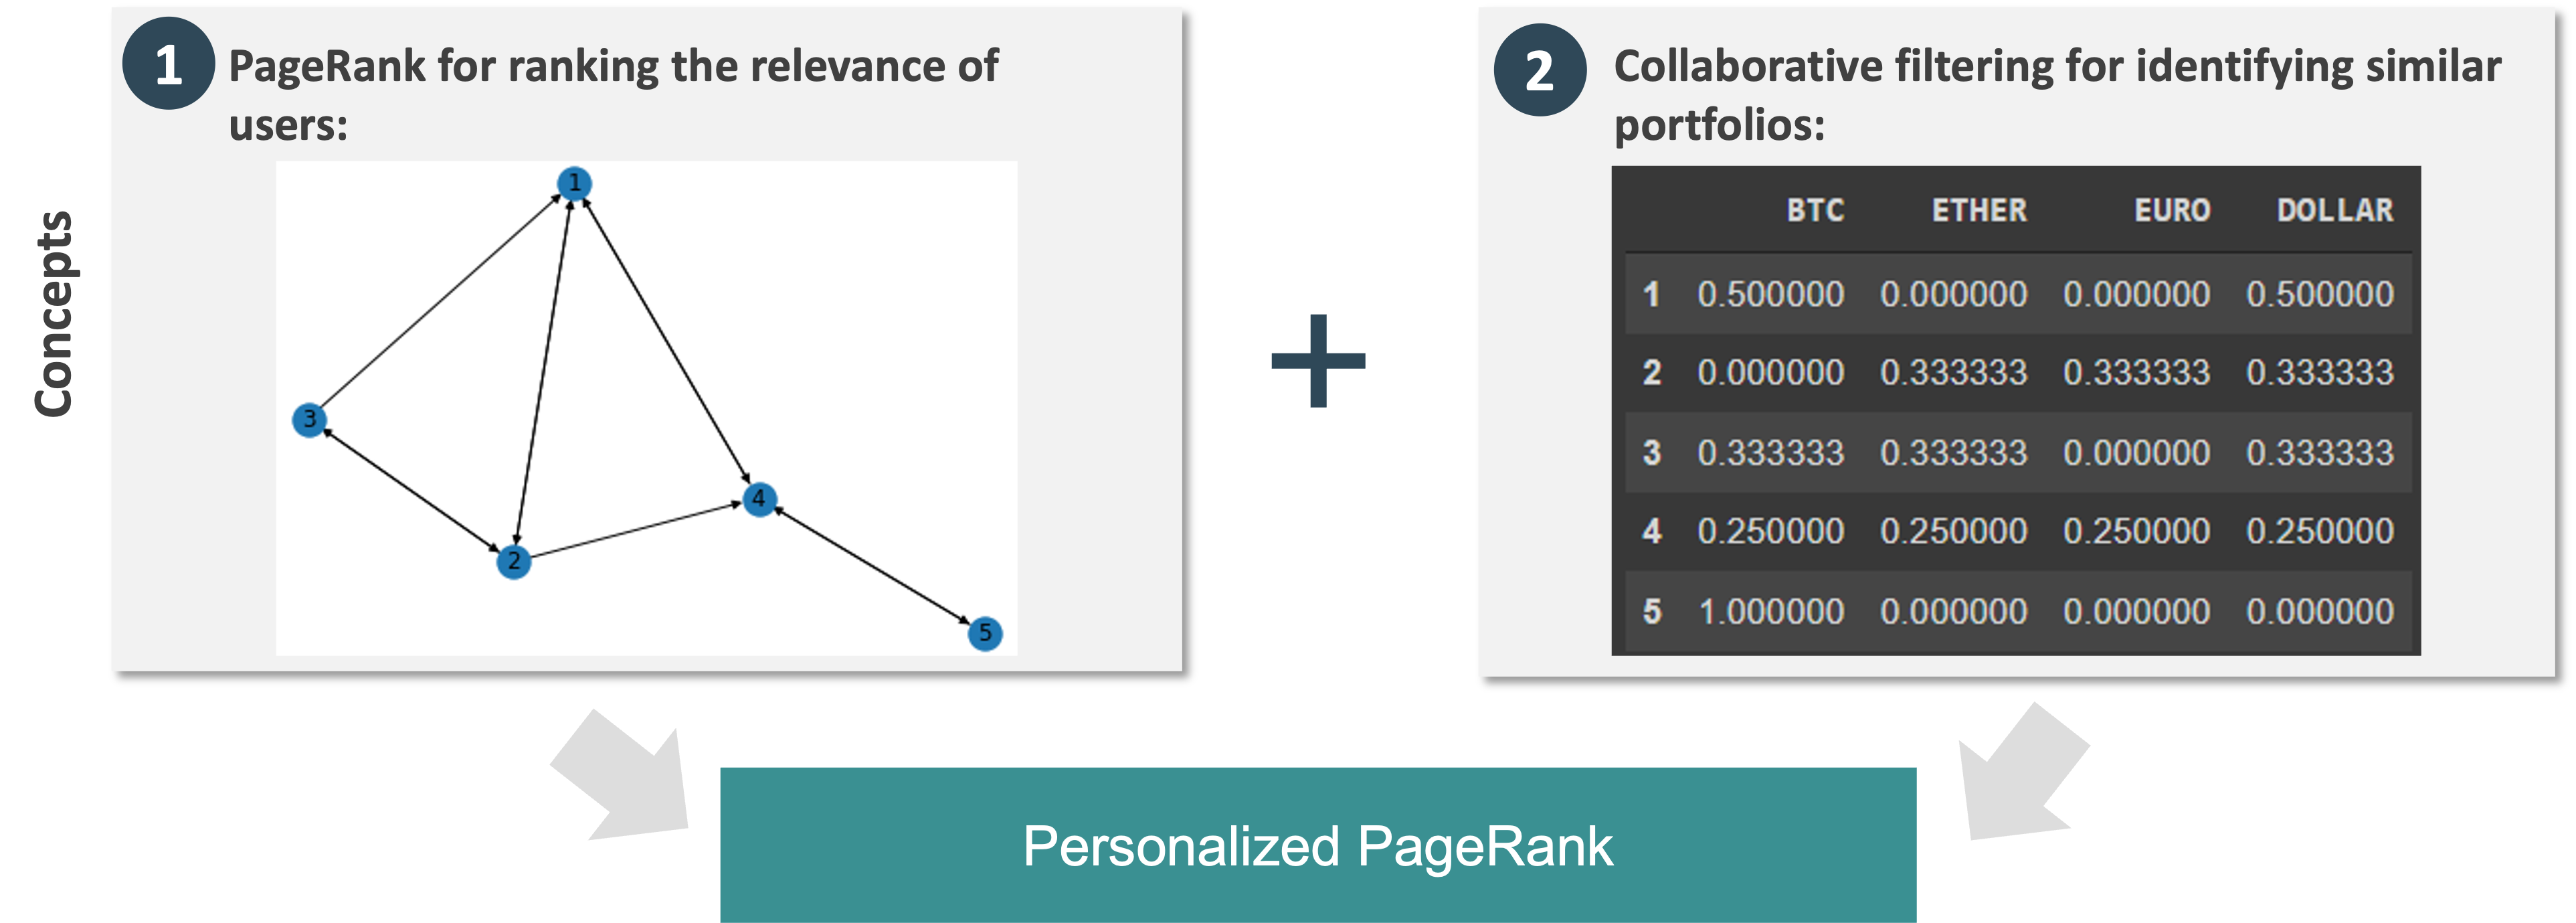 Concepts
1
PageRank for ranking the relevance of
users:
1
3
4
2
5
2
Collaborative filtering for identifying similar
portfolios:
BTC ETHER EURO DOLLAR
1 0.500000 0.000000 0.000000 0.500000
2 0.000000 0.333333 0.333333 0.333333
3 0.333333 0.333333 0.000000 0.333333
4 0.250000 0.250000 0.250000 0.250000
5 1.000000 0.000000 0.000000 0.000000
+
Personalized PageRank